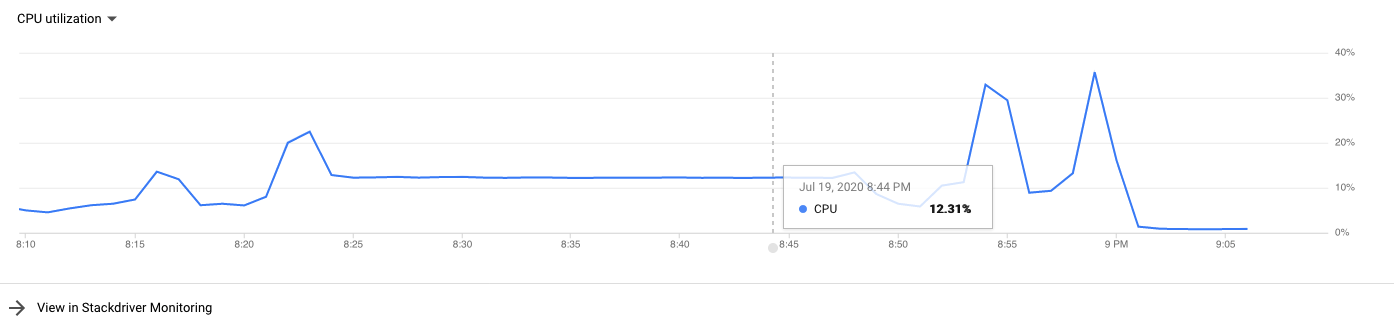 CPU utilization
40%
30%
20%
10%
0%
Jul 19, 2020 8:44 PM
CPU 12.31%
8:10 8:15 8:20 8:25 8:30 8:35 8:40 8:45 8:50 8:55 9 PM 9:05
View in Stackdriver Monitoring